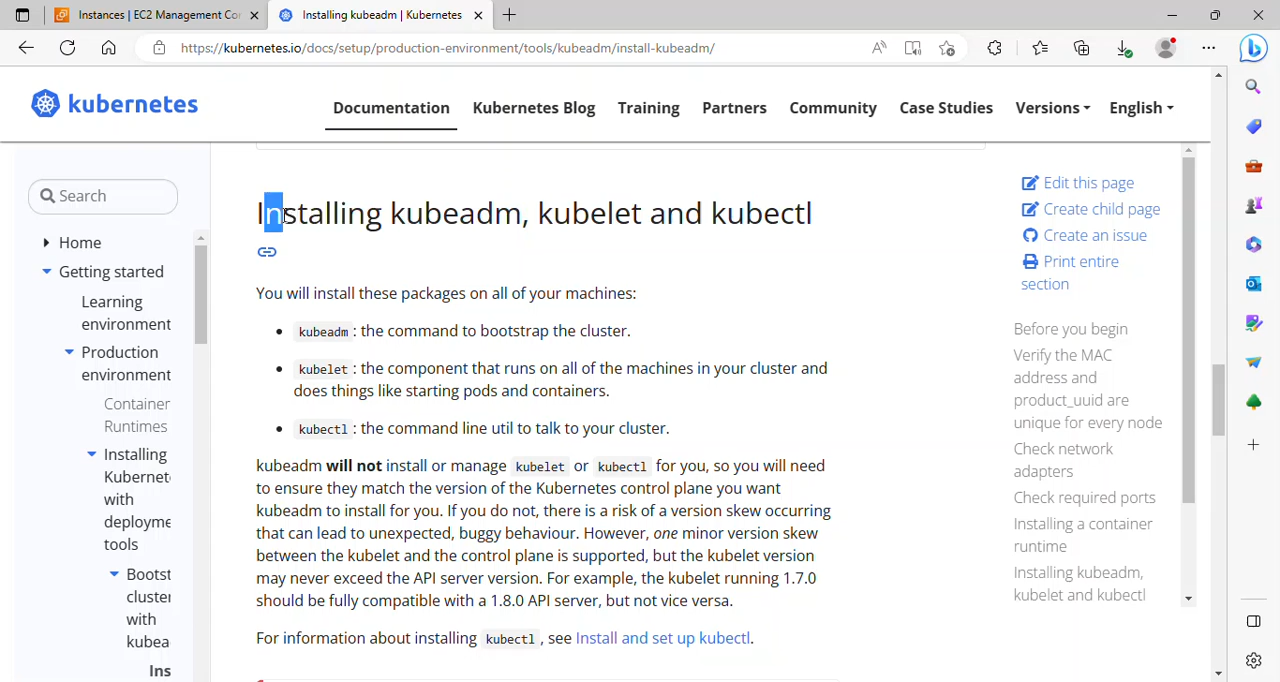 Instances | EC2 Management Cor
Installing kubeadm | Kubernetes
https://kubernetes.io/docs/setup/production-environment/tools/kubeadm/install-kubeadm/
kubernetes
Documentation
Kubernetes Blog
Training
Partners
Community
Case Studies
Versions
English
Search
Home
Getting started
Learning
environment
Production
environment
Container
Runtimes
Installing
Kubernet
with
deployme
tools
Bootst
cluster
with
kubea
Ins
Installing kubeadm, kubelet and kubectl
You will install these packages on all of your machines:
• kubeadm : the command to bootstrap the cluster.
• kubelet : the component that runs on all of the machines in your cluster and
does things like starting pods and containers.
• kubectl : the command line util to talk to your cluster.
kubeadm will not install or manage kubelet or kubectl for you, so you will need
to ensure they match the version of the Kubernetes control plane you want
kubeadm to install for you. If you do not, there is a risk of a version skew occurring
that can lead to unexpected, buggy behaviour. However, one minor version skew
between the kubelet and the control plane is supported, but the kubelet version
may never exceed the API server version. For example, the kubelet running 1.7.0
should be fully compatible with a 1.8.0 API server, but not vice versa.
For information about installing kubectl , see Install and set up kubectl.
Edit this page
Create child page
Create an issue
Print entire
section
Before you begin
Verify the MAC
address and
product_uuid are
unique for every node
Check network
adapters
Check required ports
Installing a container
runtime
Installing kubeadm,
kubelet and kubectl